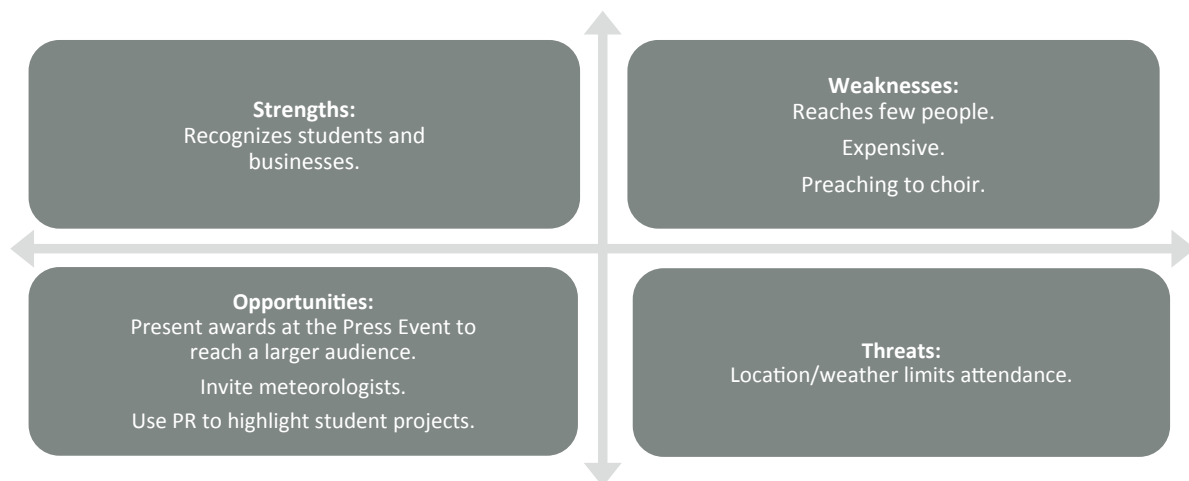 Strengths:
Recognizes students and
businesses.
Weaknesses:
Reaches few people.
Expensive.
Preaching to choir.
Opportunities:
Present awards at the Press Event to
reach a larger audience.
Invite meteorologists.
Use PR to highlight student projects.
Threats:
Location/weather limits attendance.